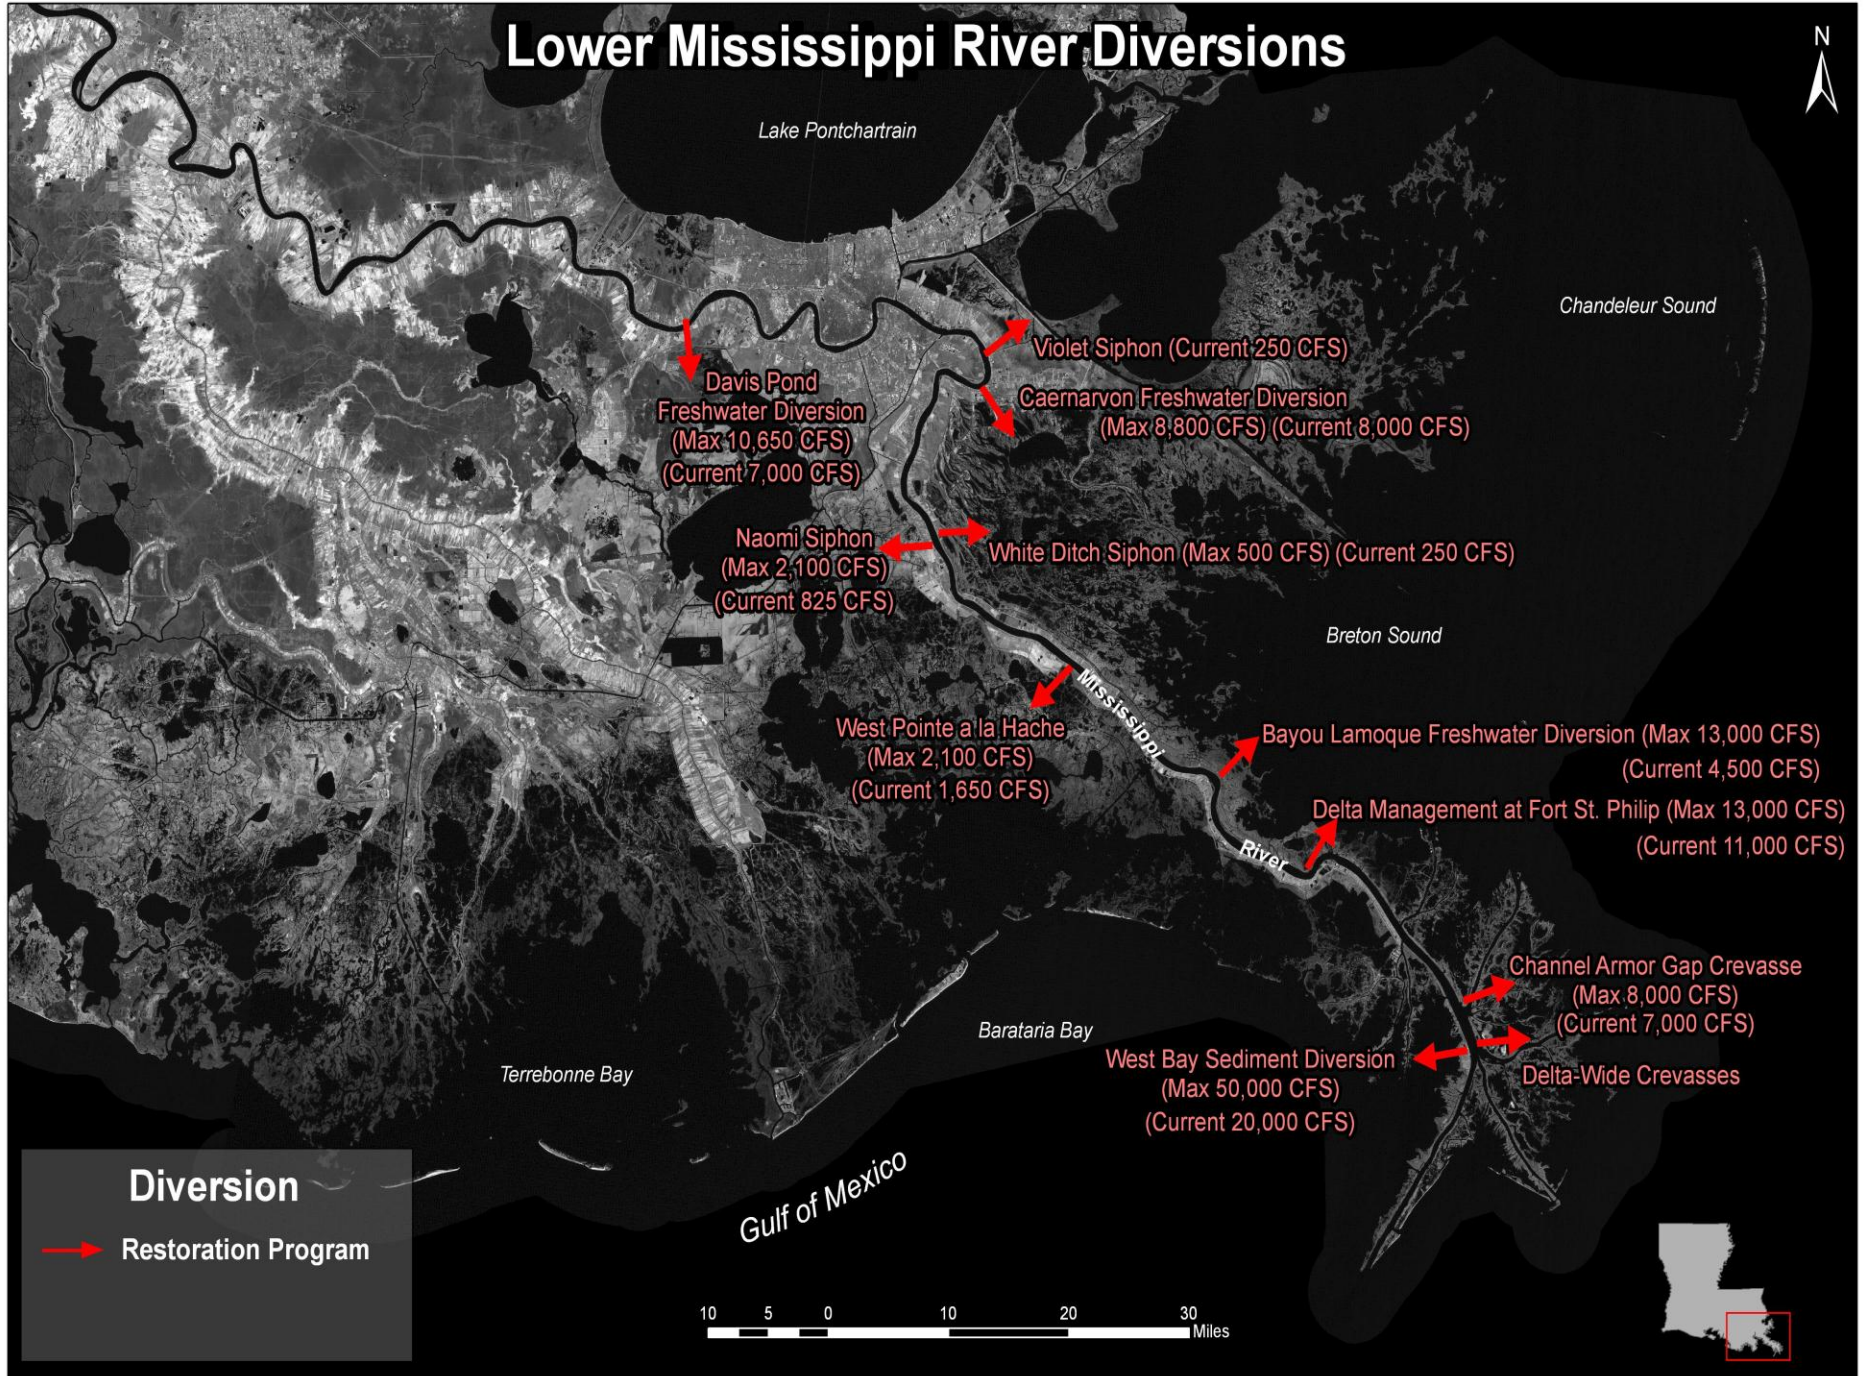 Lower Mississippi River Diversions
N
Lake Pontchartrain
Chandeleur Sound
Violet Siphon (Current 250 CFS)
Davis Pond
Freshwater Diversion
(Max 10,650 CFS)
(Current 7,000 CFS)
Caernarvon Freshwater Diversion
(Max 8,800 CFS) (Current 8,000 CFS)
Naomi Siphon
(Max 2,100 CFS)
(Current 825 CFS)
White Ditch Siphon (Max 500 CFS) (Current 250 CFS)
Breton Sound
Mississippi
River
West Pointe a la Hache
(Max 2,100 CFS)
(Current 1,650 CFS)
Bayou Lamoque Freshwater Diversion (Max 13,000 CFS)
(Current 4,500 CFS)
Delta Management at Fort St. Philip (Max 13,000 CFS)
(Current 11,000 CFS)
Channel Armor Gap Crevasse
(Max 8,000 CFS)
(Current 7,000 CFS)
Barataria Bay
West Bay Sediment Diversion
(Max 50,000 CFS)
(Current 20,000 CFS)
Delta-Wide Crevasses
Terrebonne Bay
Gulf of Mexico
Diversion
Restoration Program
10 5 0 10 20 30
Miles